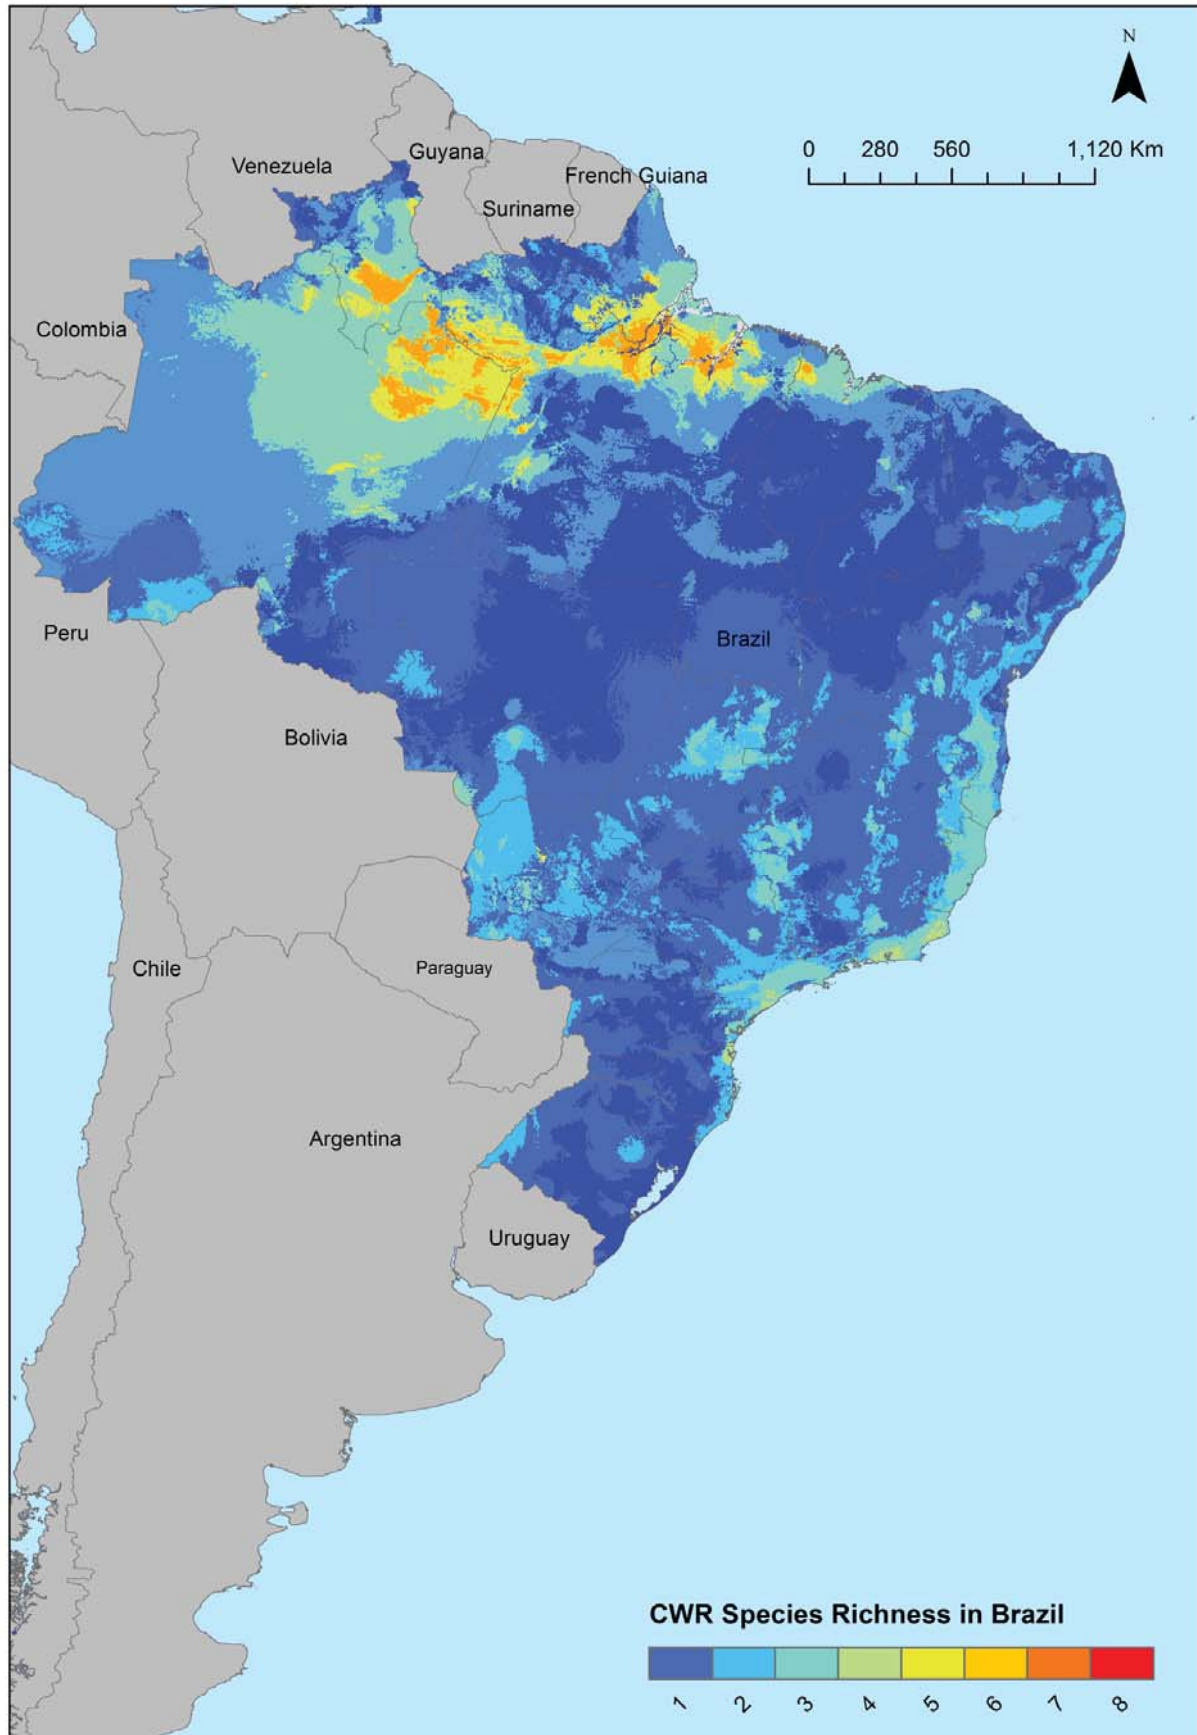 N
0 280 560 1,120 Km
Guyana
Venezuela
French Guiana
Suriname
Colombia
Peru
Brazil
Bolivia
Chile
Paraguay
Argentina
Uruguay
CWR Species Richness in Brazil
1 2 3 4 5 6 7 8